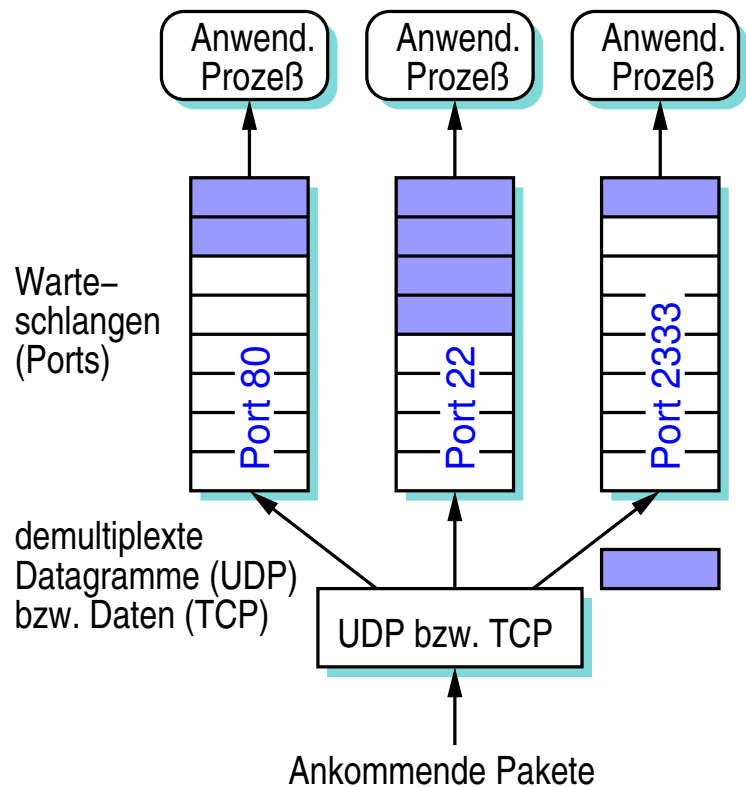 Anwend.
Prozeß
Anwend.
Prozeß
Anwend.
Prozeß
Warte–
schlangen
(Ports)
Port 80
Port 22
Port 2333
demultiplexte
Datagramme (UDP)
bzw. Daten (TCP)
UDP bzw. TCP
Ankommende Pakete